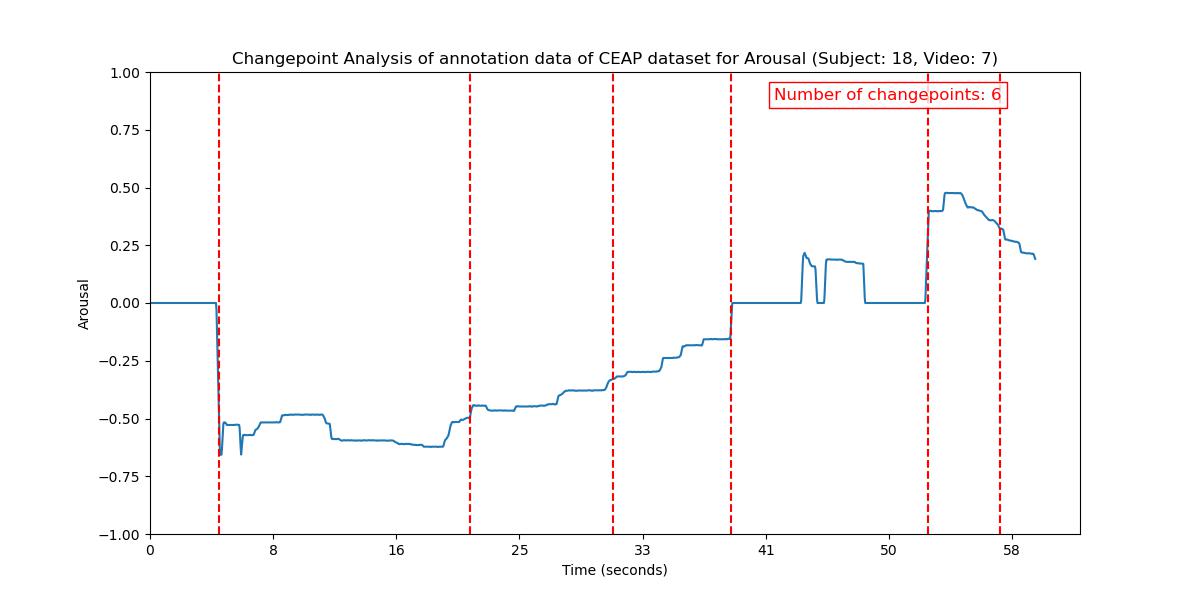 Changepoint Analysis of annotation data of CEAP dataset for Arousal (Subject: 18, Video: 7)
Number of changepoints: 6
1.00
0.75
0.50
0.25
0.00
−0.25
−0.50
−0.75
−1.00
Arousal
0 8 16 25 33 41 50 58
Time (seconds)